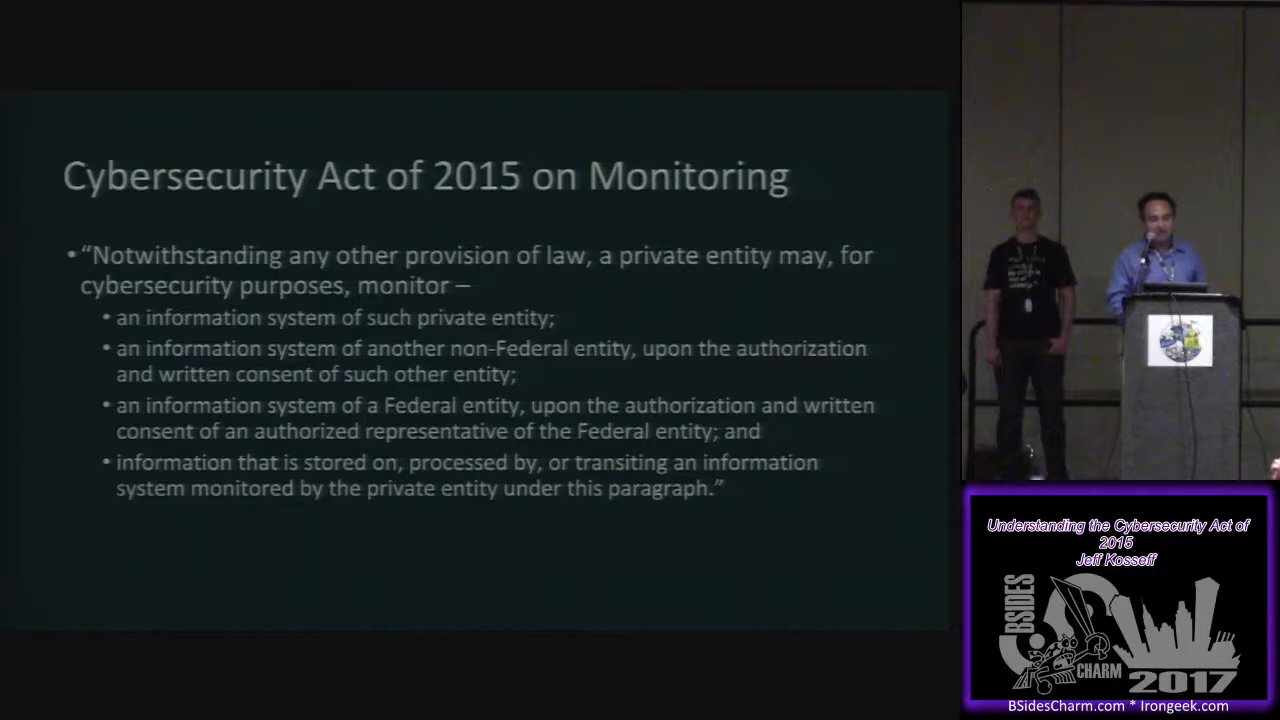 Cybersecurity Act of 2015 on Monitoring
• “Notwithstanding any other provision of law, a private entity may, for
cybersecurity purposes, monitor –
• an information system of such private entity;
• an information system of another non-Federal entity, upon the authorization
and written consent of such other entity;
• an information system of a Federal entity, upon the authorization and written
consent of an authorized representative of the Federal entity; and
• information that is stored on, processed by, or transiting an information
system monitored by the private entity under this paragraph.”
Understanding the Cybersecurity Act of
2015
Jeff Kosseff
BSIDES
CHARM
2017
BSidesCharm.com * Irongeek.com